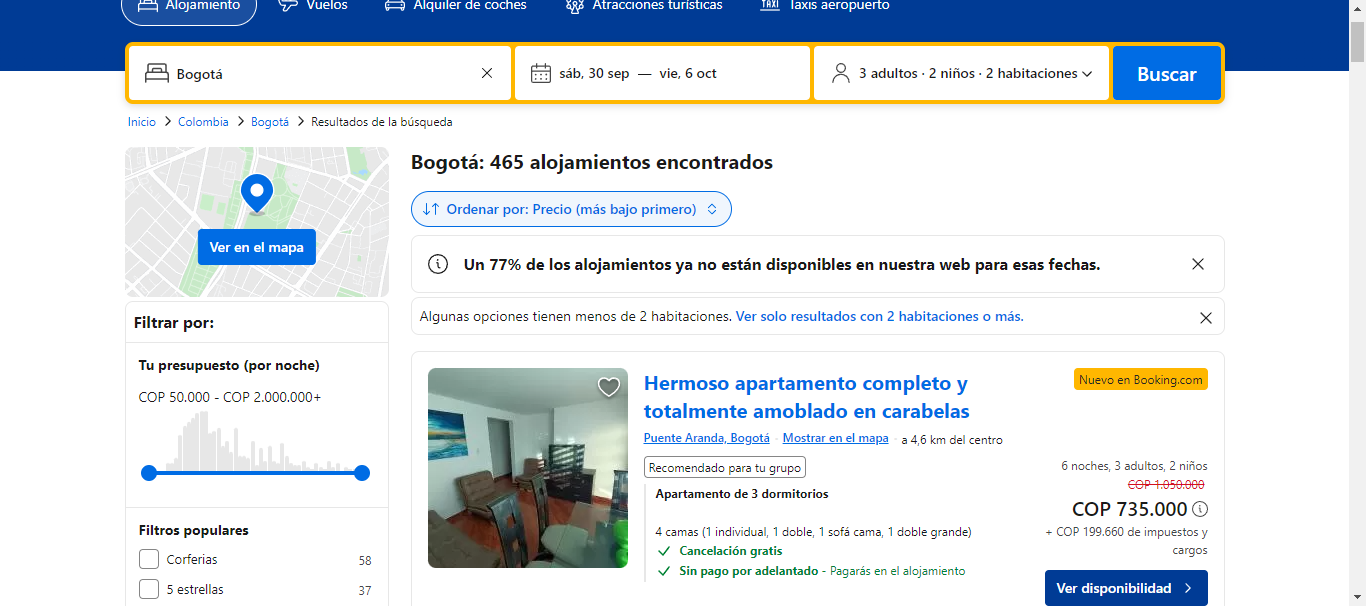 Alojamiento Vuelos Alquiler de coches Atracciones turísticas TAXI Taxis aeropuerto
Bogotá
sáb, 30 sep — vie, 6 oct
3 adultos · 2 niños · 2 habitaciones
Buscar
Inicio > Colombia > Bogotá > Resultados de la búsqueda
Ver en el mapa
Filtrar por:
Tu presupuesto (por noche)
COP 50.000 - COP 2.000.000+
Filtros populares
Corferias 58
5 estrellas 37
Bogotá: 465 alojamientos encontrados
Ordenar por: Precio (más bajo primero)
Un 77% de los alojamientos ya no están disponibles en nuestra web para esas fechas.
Algunas opciones tienen menos de 2 habitaciones. Ver solo resultados con 2 habitaciones o más.
Hermoso apartamento completo y
totalmente amoblado en carabelas
Nuevo en Booking.com
Puente Aranda, Bogotá · Mostrar en el mapa · a 4,6 km del centro
Recomendado para tu grupo
Apartamento de 3 dormitorios
4 camas (1 individual, 1 doble, 1 sofá cama, 1 doble grande)
Cancelación gratis
Sin pago por adelantado - Pagarás en el alojamiento
6 noches, 3 adultos, 2 niños
COP 1.050.000
COP 735.000
+ COP 199.660 de impuestos y
cargos
Ver disponibilidad